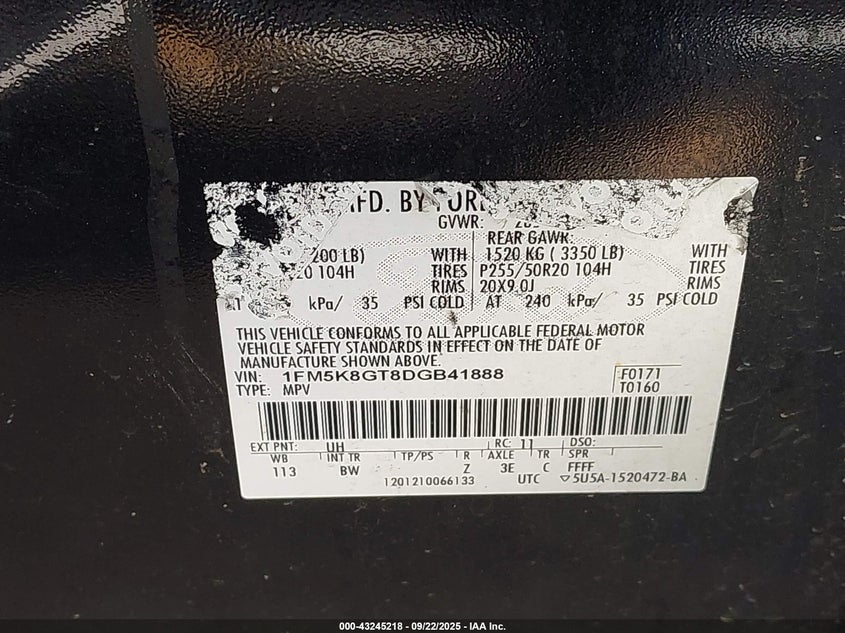 MFD. BY FORD
GVWR:
REAR GAWR:
200 LB) WITH 1520 KG ( 3350 LB) WITH
20 104H TIRES P255/50R20 104H TIRES
RIMS 20X9.0J RIMS
kPa/ 35 PSI COLD AT 240 kPa/ 35 PSI COLD
THIS VEHICLE CONFORMS TO ALL APPLICABLE FEDERAL MOTOR
VEHICLE SAFETY STANDARDS IN EFFECT ON THE DATE OF
MANUFACTURE SHOWN ABOVE.
VIN: 1FM5K8GT8DGB41888 F0171
TYPE: MPV T0160
EXT PNT: UH RC: 11 DSO:
WB INT TR TP/PS R AXLE TR SPR
113 BW Z 3E C FFFF
1201210066133 UTC ▽5U5A-1520472-BA
000-43245218 - 09/22/2025 - IAA Inc.